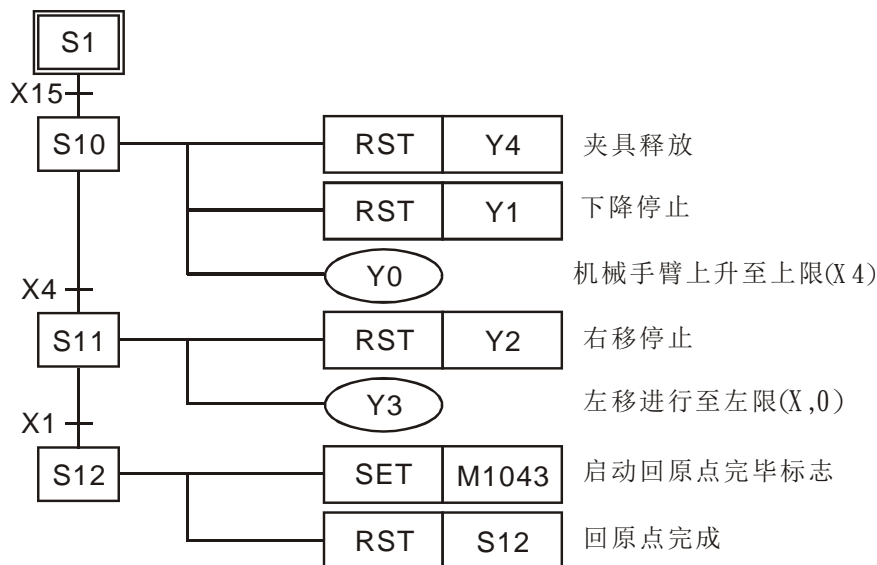 S1
X15
S10 RST Y4 夹具释放
RST Y1 下降停止
Y0 机械手臂上升至上限(X4)
X4
S11 RST Y2 右移停止
Y3 左移进行至左限(X,0)
X1
S12 SET M1043 启动回原点完毕标志
RST S12 回原点完成